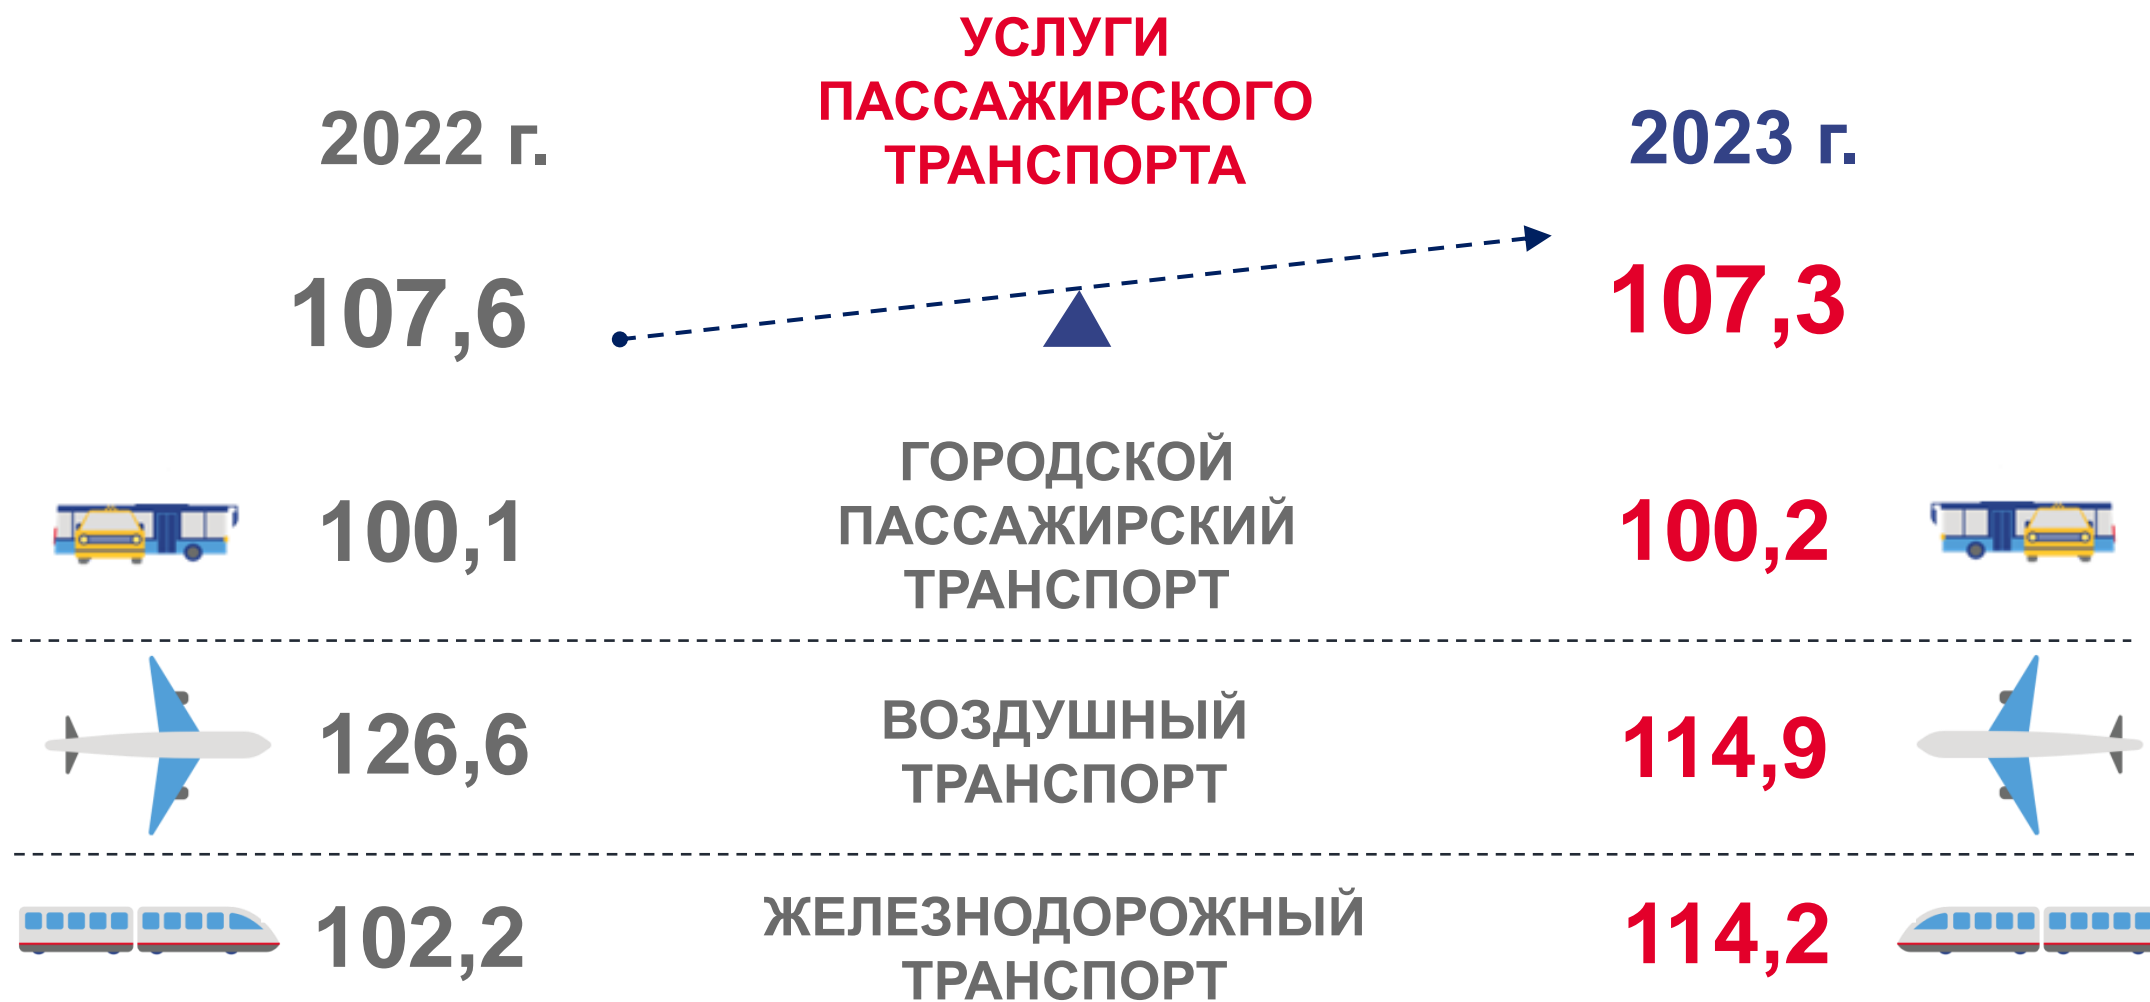 УСЛУГИ
ПАССАЖИРСКОГО
ТРАНСПОРТА
2022 г.
2023 г.
107,6
107,3
ГОРОДСКОЙ
ПАССАЖИРСКИЙ
ТРАНСПОРТ
100,1
100,2
ВОЗДУШНЫЙ
ТРАНСПОРТ
126,6
114,9
ЖЕЛЕЗНОДОРОЖНЫЙ
ТРАНСПОРТ
102,2
114,2